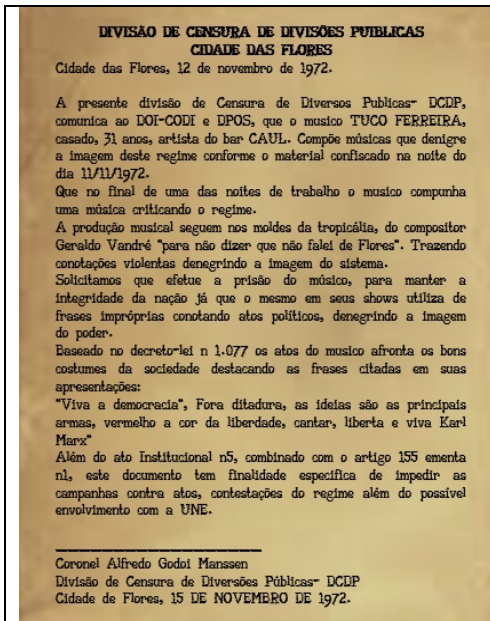 DIVISÃO DE CENSURA DE DIVISÕES PUIBLICAS
CIDADE DAS FLORES
Cidade das Flores, 12 de novembro de 1972.
A presente divisão de Censura de Diversos Publicas- DCDP,
comunica ao DOI-CODI e DPOS, que o musico TUCO FERREIRA,
casado, 31 anos, artista do bar CAUL. Compõe músicas que denigre
a imagem deste regime conforme o material confiscado na noite do
dia 11/11/1972.
Que no final de uma das noites de trabalho o musico compunha
uma música criticando o regime.
A produção musical seguem nos moldes da tropicália, do compositor
Geraldo Vandré "para não dizer que não falei de Flores". Trazendo
conotações violentas denegrindo a imagem do sistema.
Solicitamos que efetue a prisão do músico, para manter a
integridade da nação já que o mesmo em seus shows utiliza de
frases impróprias conotando atos políticos, denegrindo a imagem
do poder.
Baseado no decreto-lei n 1.077 os atos do musico afronta os bons
costumes da sociedade destacando as frases citadas em suas
apresentações:
"Viva a democracia", Fora ditadura, as ideias são as principais
armas, vermelho a cor da liberdade, cantar, liberta e viva Karl
Marx"
Além do ato Institucional n5, combinado com o artigo 155 ementa
n1, este documento tem finalidade especifica de impedir as
campanhas contra atos, contestações do regime além do possível
envolvimento com a UNE.
Coronel Alfredo Godoi Manssen
Divisão de Censura de Diversões Públicas- DCDP
Cidade de Flores, 15 DE NOVEMBRO DE 1972.